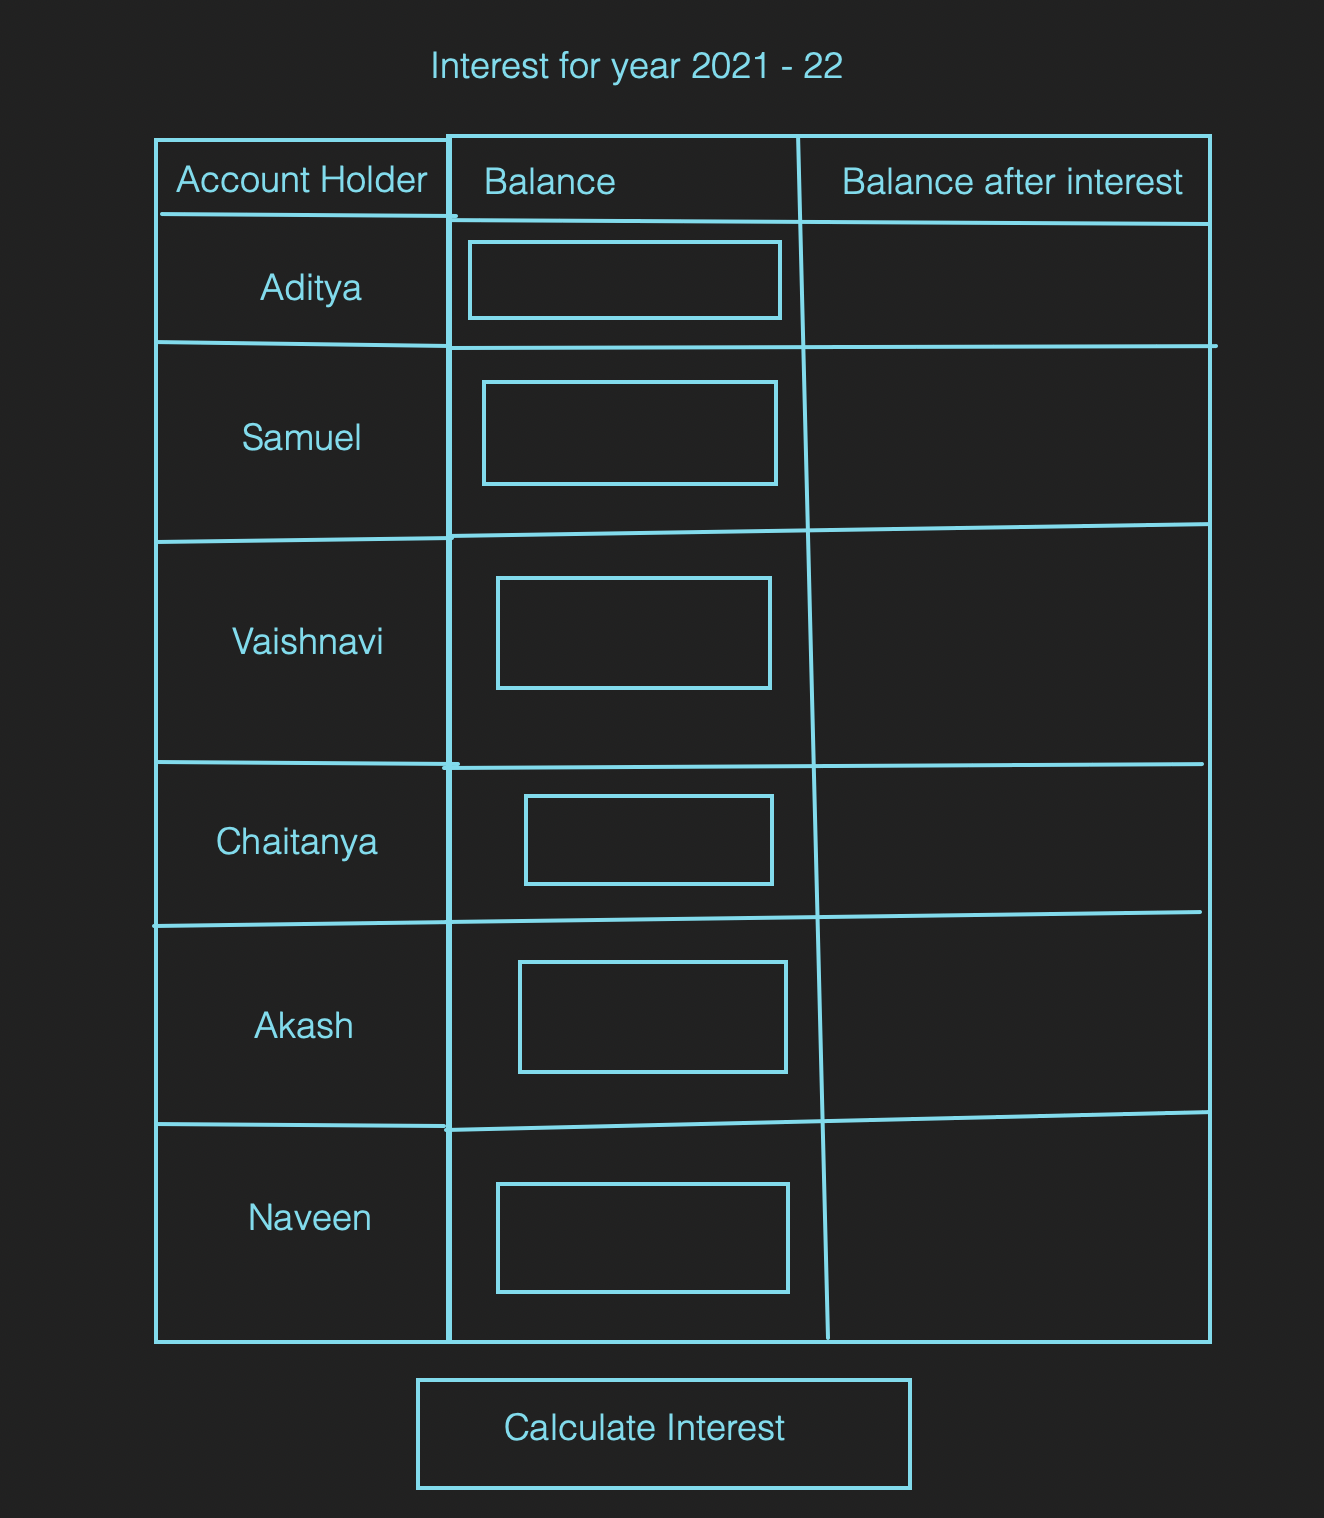 Interest for year 2021 - 22
Account Holder Balance Balance after interest
Aditya
Samuel
Vaishnavi
Chaitanya
Akash
Naveen
Calculate Interest